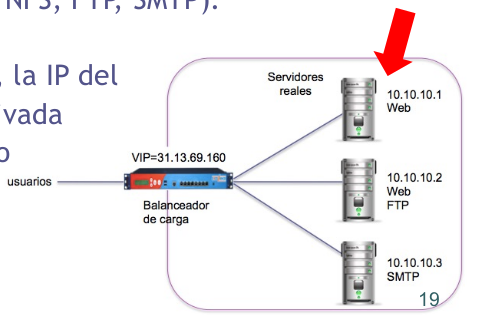 NFS, FTP, SMTP).
, la IP del
vada
o
Servidores
reales
10.10.10.1
Web
VIP=31.13.69.160
usuarios
Balanceador
de carga
10.10.10.2
Web
FTP
10.10.10.3
SMTP
19